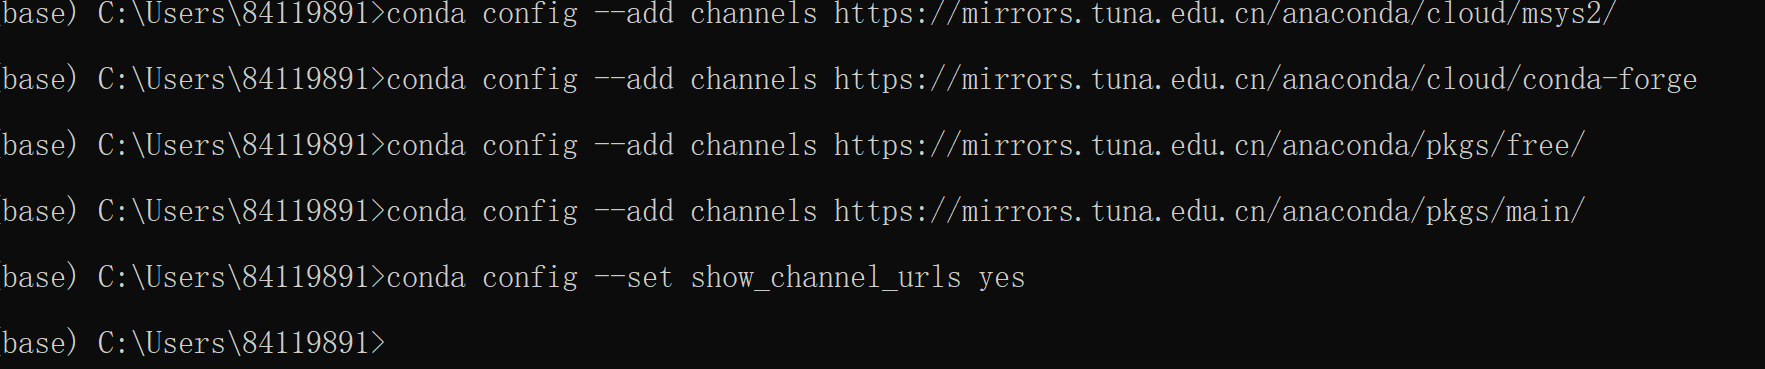 (base) C:\Users\84119891>conda config --add channels https://mirrors.tuna.edu.cn/anaconda/cloud/msys2/
(base) C:\Users\84119891>conda config --add channels https://mirrors.tuna.edu.cn/anaconda/cloud/conda-forge
(base) C:\Users\84119891>conda config --add channels https://mirrors.tuna.edu.cn/anaconda/pkgs/free/
(base) C:\Users\84119891>conda config --add channels https://mirrors.tuna.edu.cn/anaconda/pkgs/main/
(base) C:\Users\84119891>conda config --set show_channel_urls yes
(base) C:\Users\84119891>